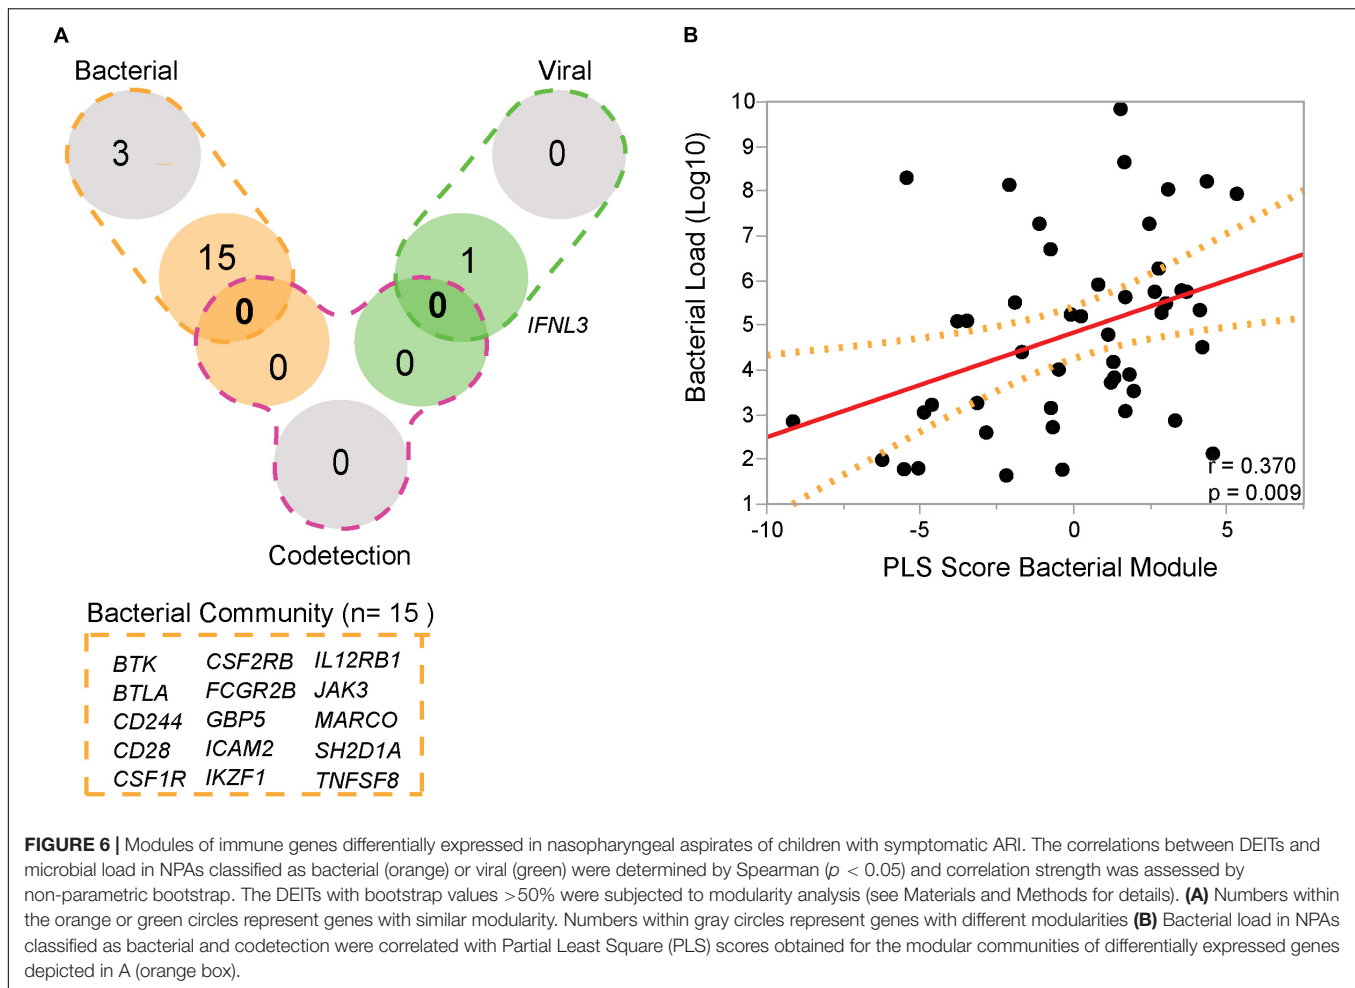 A
Bacterial
Viral
3
0
15
1
0
0
IFNL3
0
0
0
Codetection
Bacterial Community (n= 15 )
BTK CSF2RB IL12RB1
BTLA FCGR2B JAK3
CD244 GBP5 MARCO
CD28 ICAM2 SH2D1A
CSF1R IKZF1 TNFSF8
B
Bacterial Load (Log10)
10
9
8
7
6
5
4
3
2
1
r = 0.370
p = 0.009
-10 -5 0 5
PLS Score Bacterial Module
FIGURE 6 | Modules of immune genes differentially expressed in nasopharyngeal aspirates of children with symptomatic ARI. The correlations between DEITs and
microbial load in NPAs classified as bacterial (orange) or viral (green) were determined by Spearman (p < 0.05) and correlation strength was assessed by
non-parametric bootstrap. The DEITs with bootstrap values >50% were subjected to modularity analysis (see Materials and Methods for details). (A) Numbers within
the orange or green circles represent genes with similar modularity. Numbers within gray circles represent genes with different modularities (B) Bacterial load in NPAs
classified as bacterial and codetection were correlated with Partial Least Square (PLS) scores obtained for the modular communities of differentially expressed genes
depicted in A (orange box).